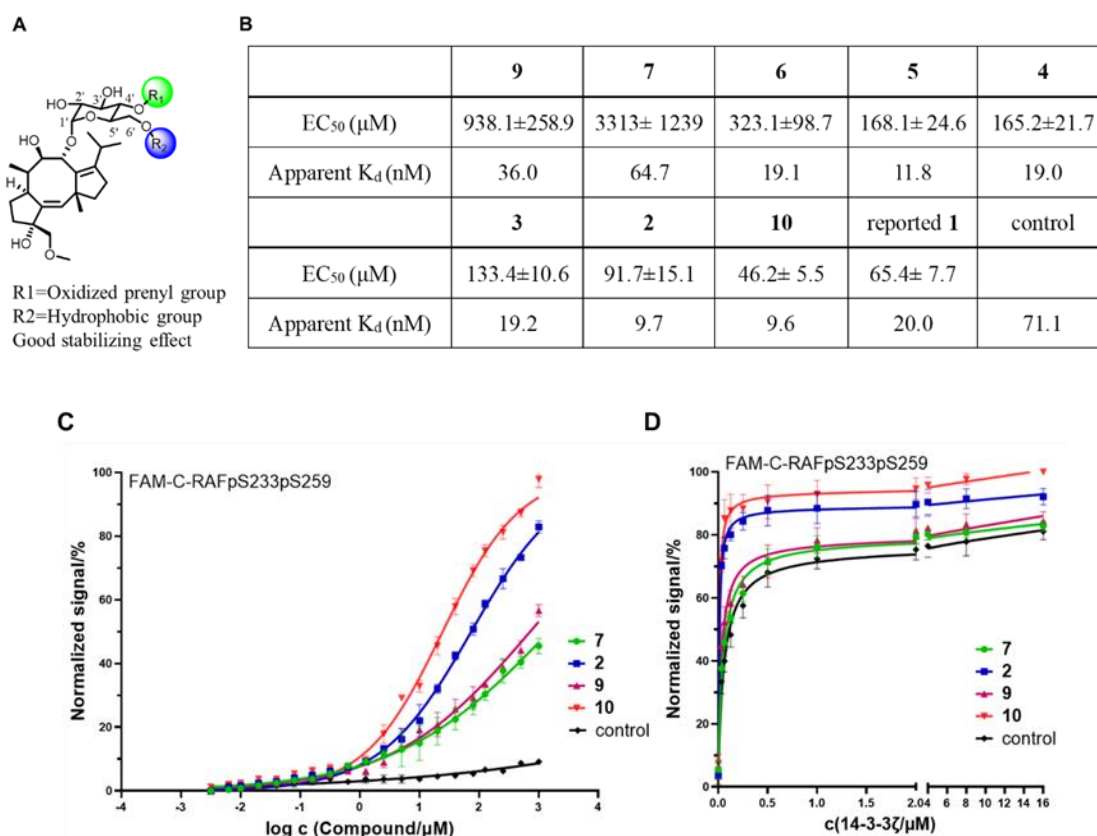 A
B
OH
R1
HO
2'
3'
4'
O
1'
5'
6'
O
O
R2
HO
H
HO
O
R1=Oxidized prenyl group
R2=Hydrophobic group
Good stabilizing effect
9 7 6 5 4
EC50 (μM) 938.1±258.9 3313± 1239 323.1±98.7 168.1± 24.6 165.2±21.7
Apparent Kd (nM) 36.0 64.7 19.1 11.8 19.0
3 2 10 reported 1 control
EC50 (μM) 133.4±10.6 91.7±15.1 46.2± 5.5 65.4± 7.7
Apparent Kd (nM) 19.2 9.7 9.6 20.0 71.1
C
FAM-C-RAFpS233pS259
Normalized signal/%
100
80
60
40
20
0
-4 -3 -2 -1 0 1 2 3 4
log c (Compound/μM)
7
2
9
10
control
D
FAM-C-RAFpS233pS259
Normalized signal/%
100
80
60
40
20
0
0.0 0.5 1.0 1.5 2.04 6 8 10 12 14 16
c(14-3-3ζ/μM)
7
2
9
10
control